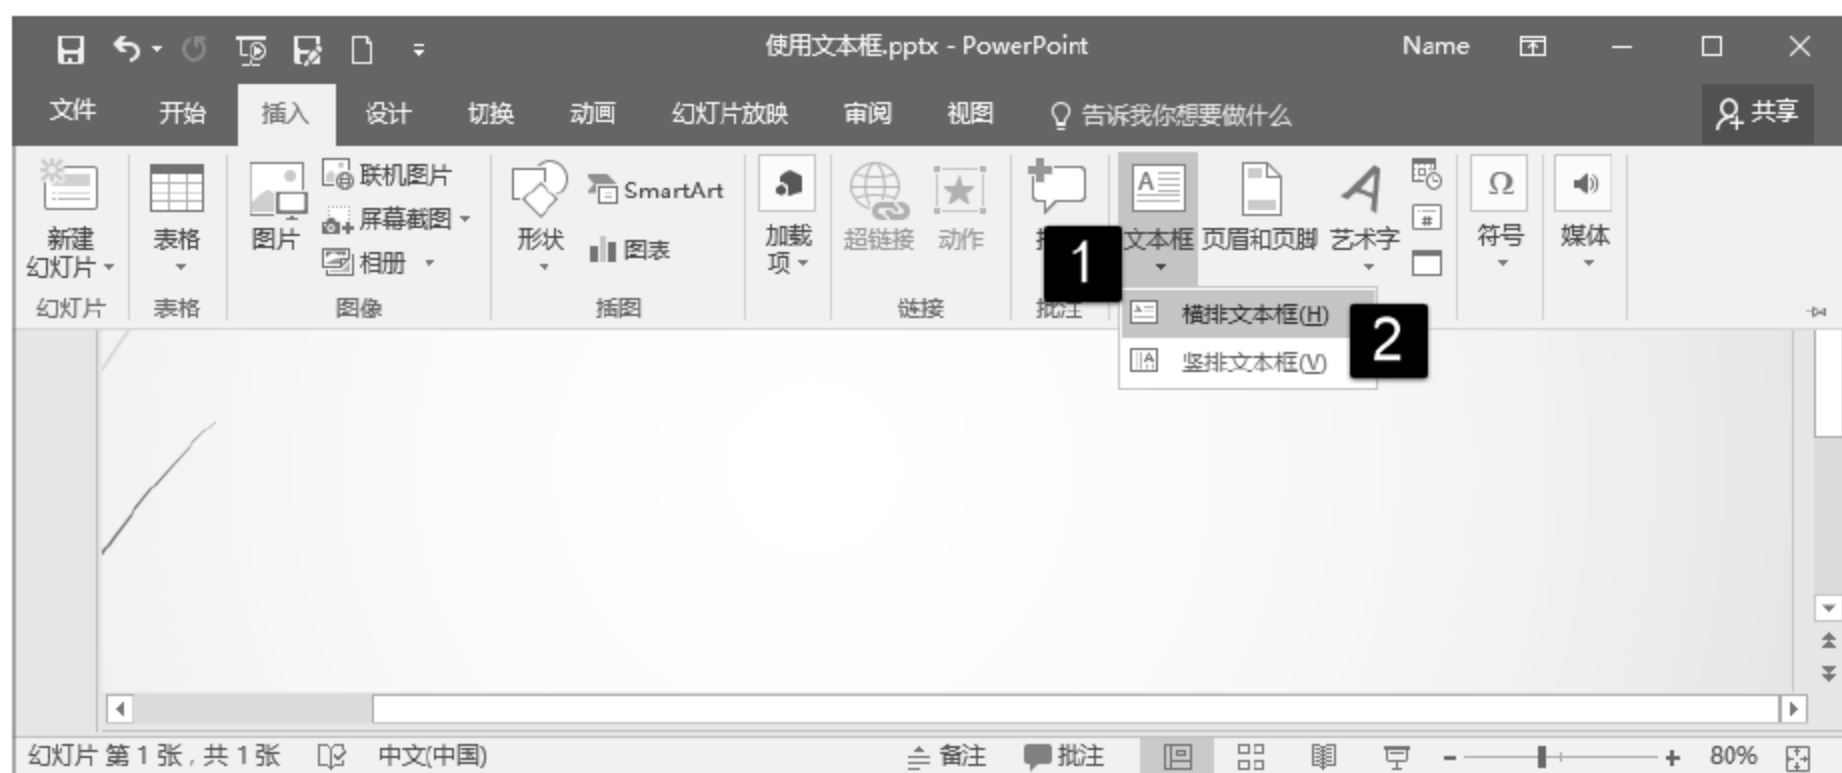 使用文本框.pptx - PowerPoint
Name
文件 开始 插入 设计 切换 动画 幻灯片放映 审阅 视图 告诉我你想要做什么 共享
新建
幻灯片
表格
图片
联机图片
屏幕截图
相册
形状
SmartArt
图表
加载
项
超链接
动作
1
文本框
页眉和页脚
艺术字
符号
媒体
幻灯片 表格 图像 插图 链接 批注
横排文本框(H)
2
竖排文本框(V)
幻灯片 第 1 张，共 1 张 中文(中国) 备注 批注 80%